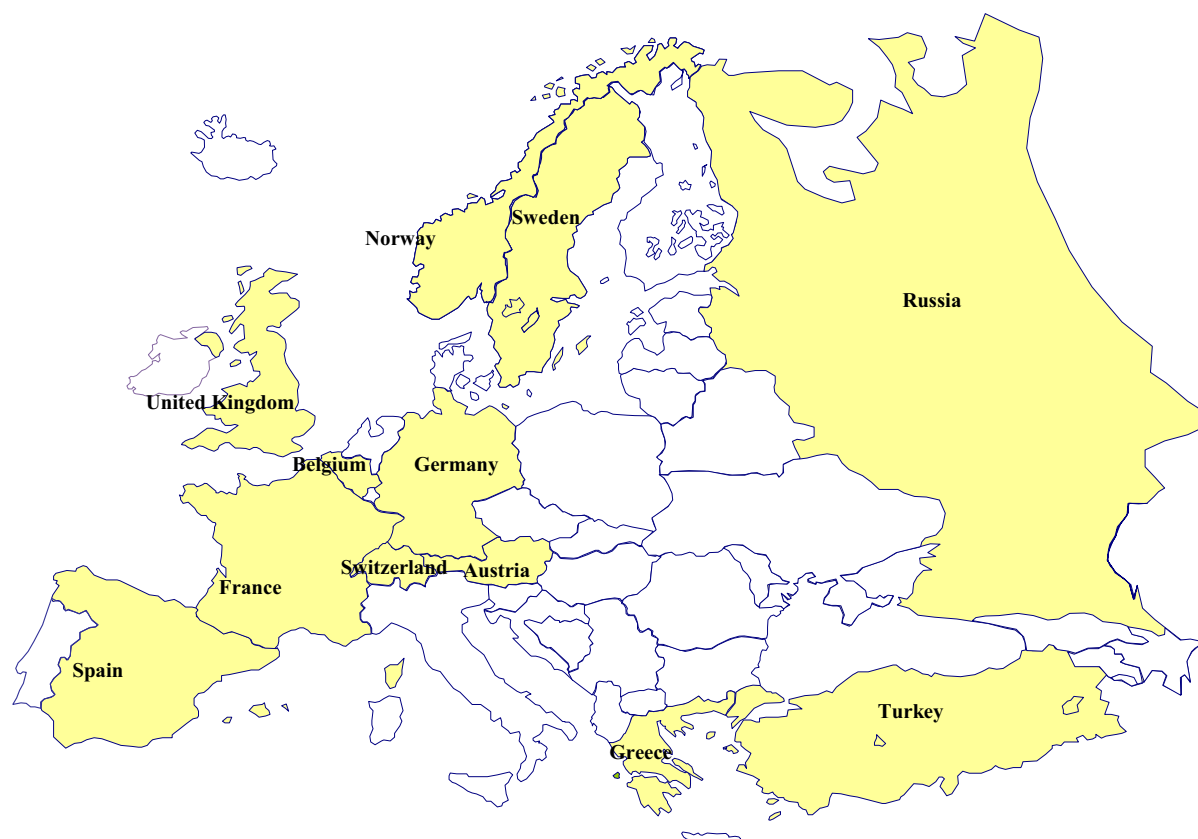 Sweden
Norway
Russia
United Kingdom
Belgium
Germany
Switzerland
Austria
France
Spain
Turkey
Greece